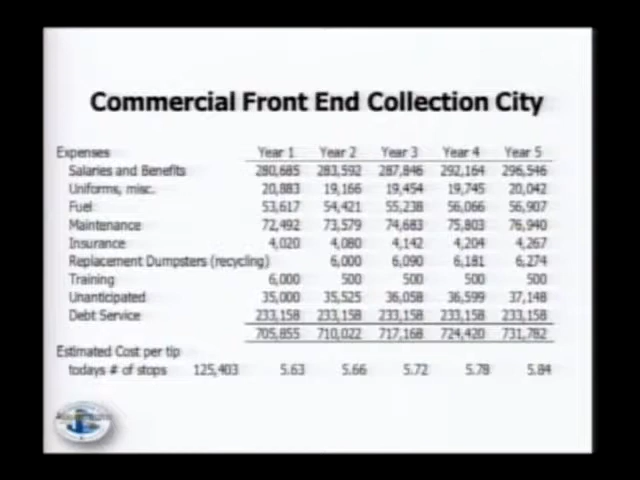 Commercial Front End Collection City
Expenses Year 1 Year 2 Year 3 Year 4 Year 5
Salaries and Benefits 280,685 283,592 287,846 292,164 296,546
Uniforms, misc. 20,883 19,166 19,454 19,745 20,042
Fuel 53,617 54,421 55,238 56,066 56,907
Maintenance 72,492 73,579 74,683 75,803 76,940
Insurance 4,020 4,080 4,142 4,204 4,267
Replacement Dumpsters (recycling) 6,000 6,090 6,181 6,274
Training 6,000 500 500 500 500
Unanticipated 35,000 35,525 36,058 36,599 37,148
Debt Service 233,158 233,158 233,158 233,158 233,158
705,855 710,022 717,168 724,420 731,782
Estimated Cost per tip
todays # of stops 125,403 5.63 5.66 5.72 5.78 5.84